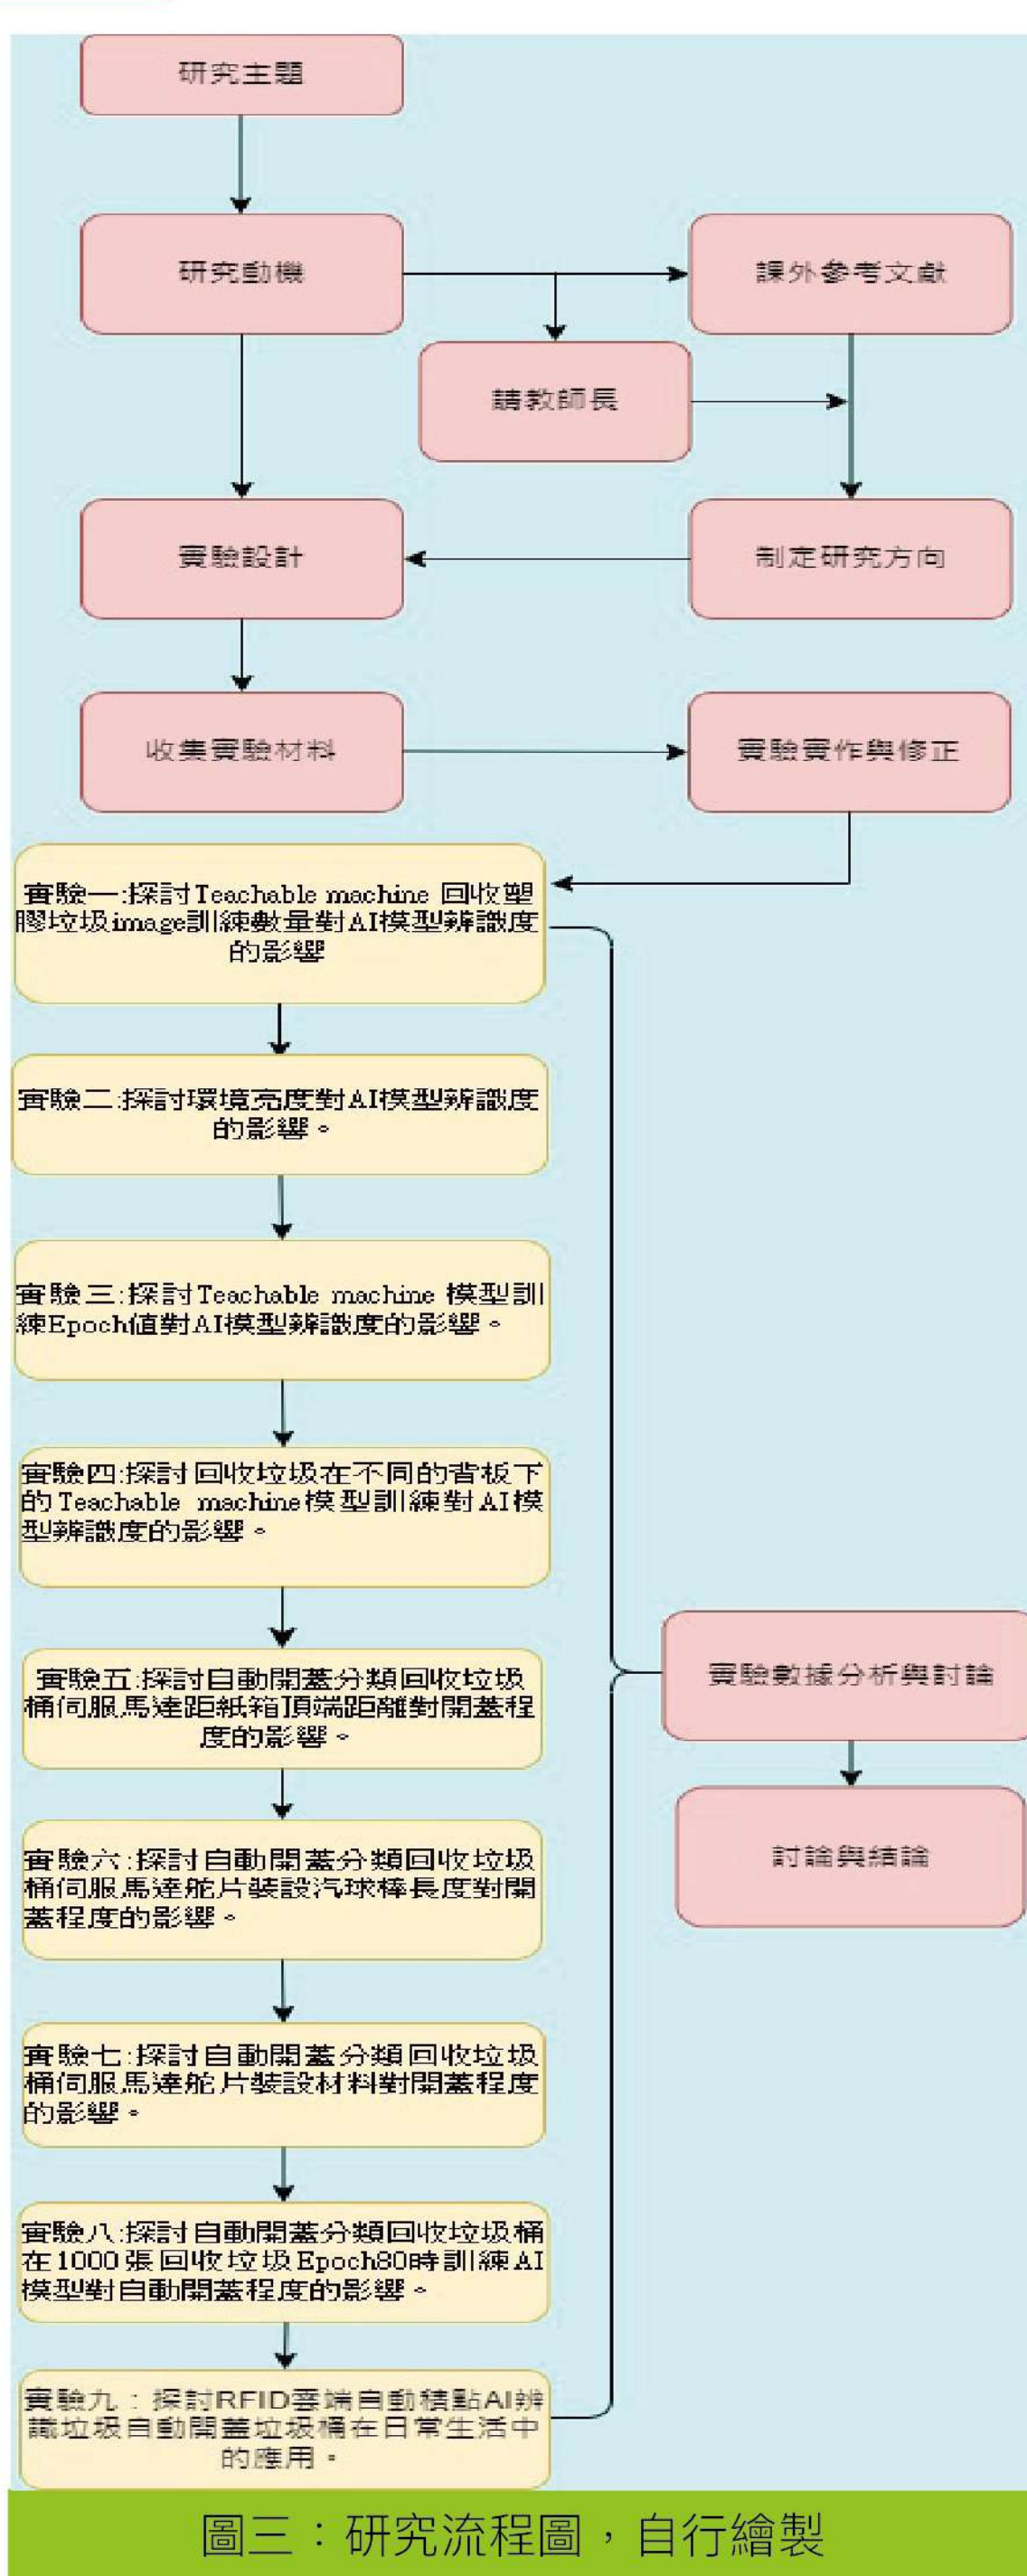 研究主題
研究動機
課外參考文獻
請教師長
實驗設計
制定研究方向
收集實驗材料
實驗實作與修正
實驗一:探討Teachable machine 回收塑
膠垃圾image訓練數量對AI模型辨識度
的影響
實驗二:探討環境亮度對AI模型辨識度
的影響。
實驗三:探討Teachable machine 模型訓
練Epoch值對AI模型辨識度的影響。
實驗四:探討回收垃圾在不同的背板下
的Teachable machine模型訓練對AI模
型辨識度的影響。
實驗五:探討自動開蓋分類回收垃圾
桶伺服馬達距紙箱頂端距離對開蓋程
度的影響。
實驗六:探討自動開蓋分類回收垃圾
桶伺服馬達舵片裝設汽球棒長度對開
蓋程度的影響。
實驗七:探討自動開蓋分類回收垃圾
桶伺服馬達舵片裝設材料對開蓋程度
的影響。
實驗八:探討自動開蓋分類回收垃圾桶
在1000張回收垃圾Epoch80時訓練AI
模型對自動開蓋程度的影響。
實驗九：探討RFID雲端自動積點AI辨
識垃圾自動開蓋垃圾桶在日常生活中
的應用。
實驗數據分析與討論
討論與結論
圖三：研究流程圖，自行繪製